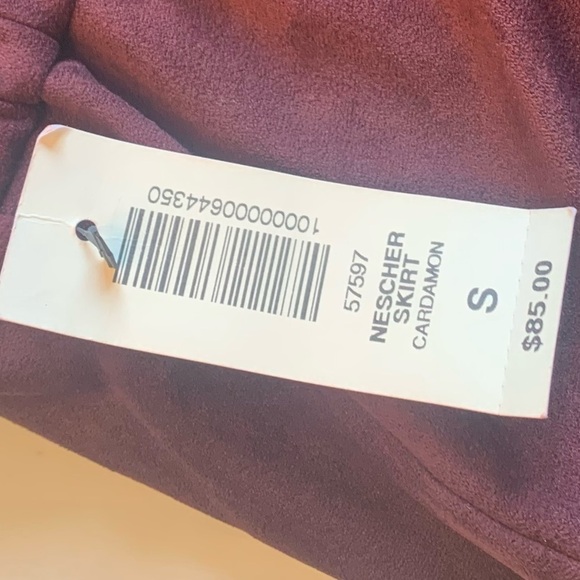 1000000644350
57597
NESCHER
SKIRT
CARDAMON
S
$85.00